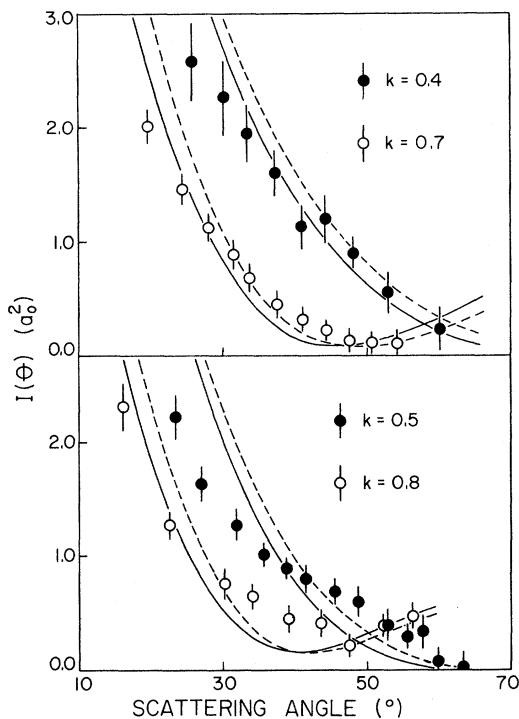 3.0
k = 0.4
2.0
k = 0.7
1.0
0.0
I(θ) (a₀²)
k = 0.5
2.0
k = 0.8
1.0
0.0
10 30 50 70
SCATTERING ANGLE (°)